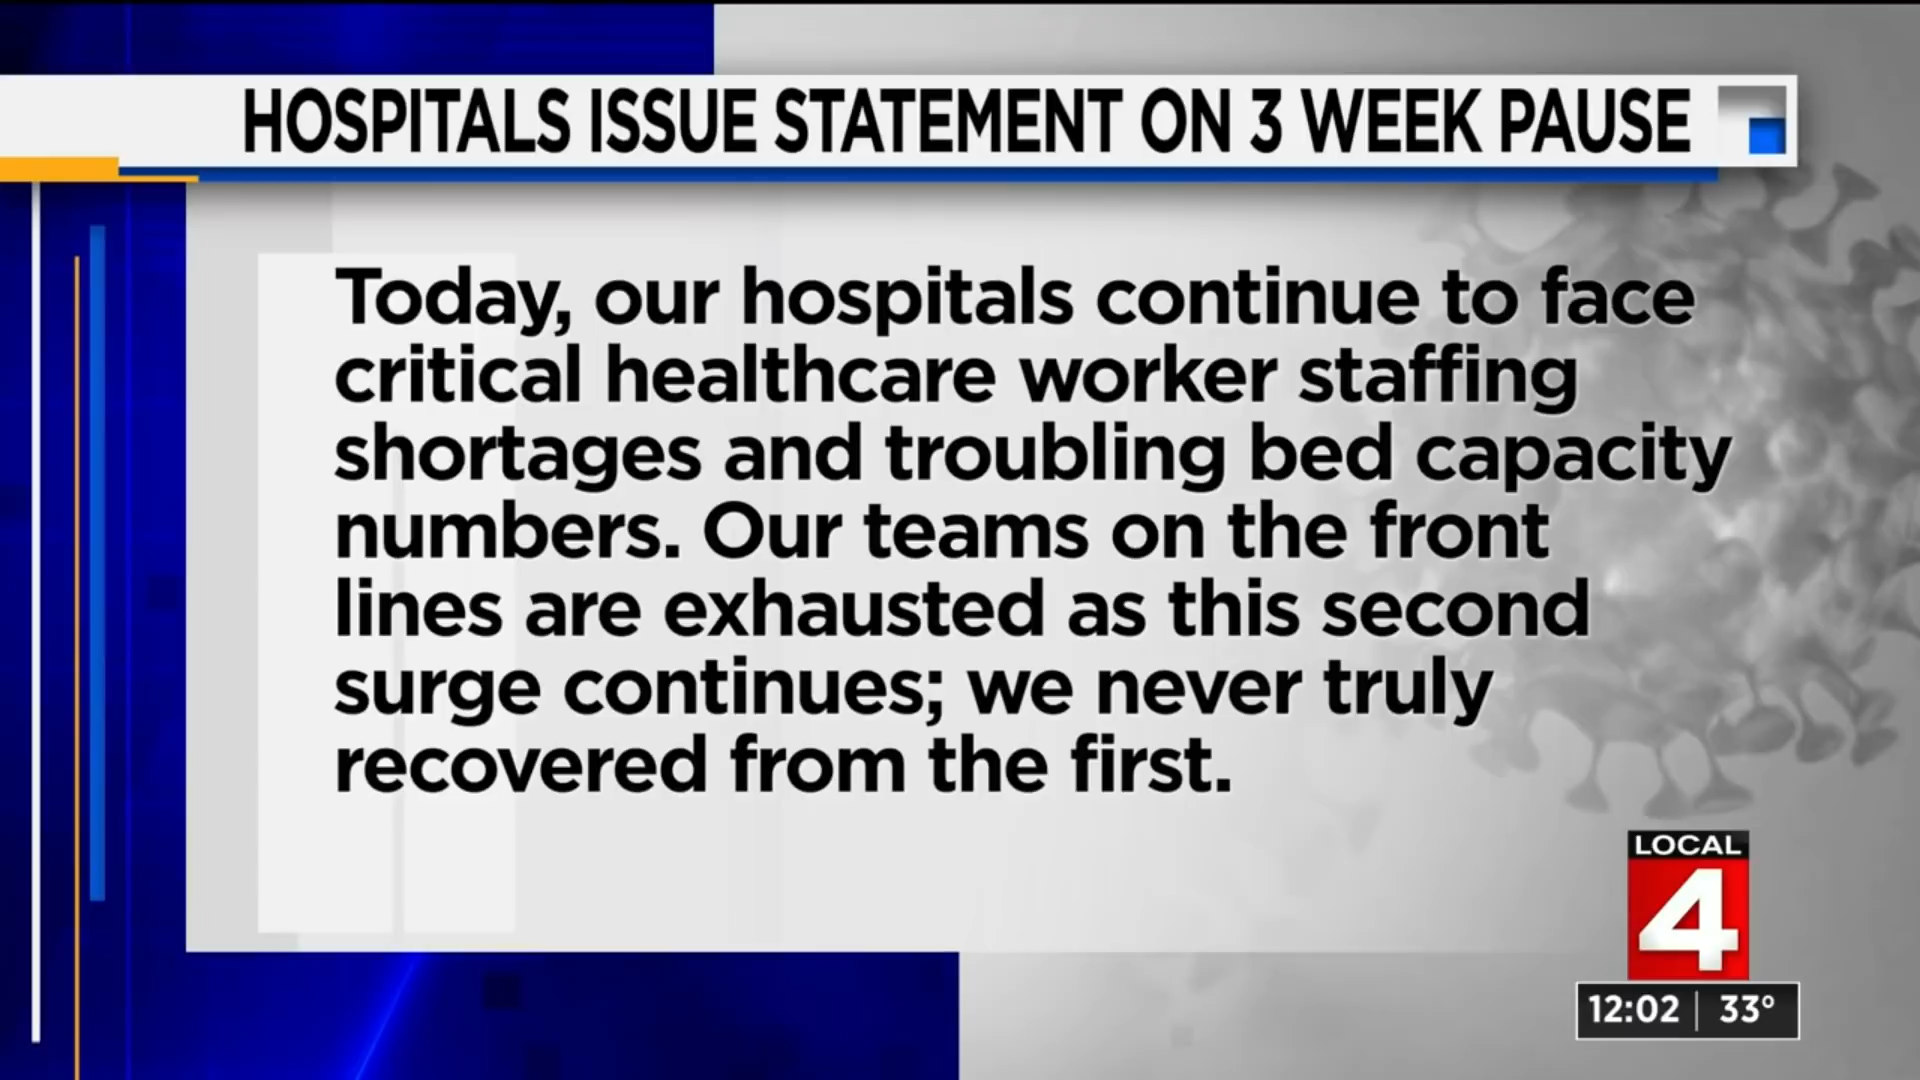 HOSPITALS ISSUE STATEMENT ON 3 WEEK PAUSE
Today, our hospitals continue to face
critical healthcare worker staffing
shortages and troubling bed capacity
numbers. Our teams on the front
lines are exhausted as this second
surge continues; we never truly
recovered from the first.
LOCAL
4
12:02 | 33°